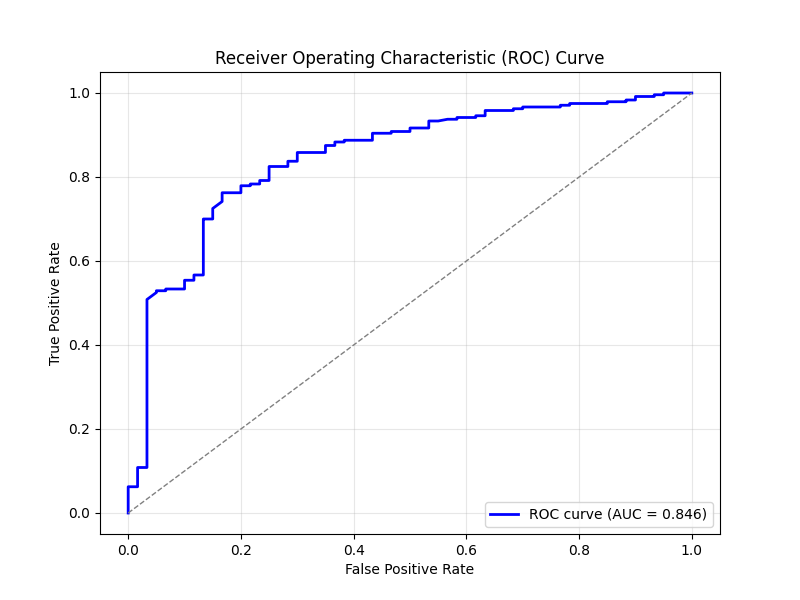 Receiver Operating Characteristic (ROC) Curve
True Positive Rate
1.0
0.8
0.6
0.4
0.2
0.0
ROC curve (AUC = 0.846)
0.0 0.2 0.4 0.6 0.8 1.0
False Positive Rate